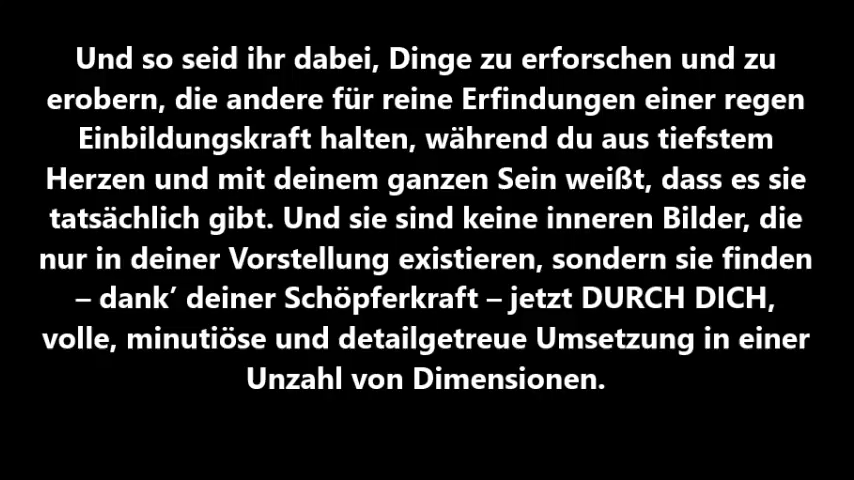 Und so seid ihr dabei, Dinge zu erforschen und zu
erobern, die andere für reine Erfindungen einer regen
Einbildungskraft halten, während du aus tiefstem
Herzen und mit deinem ganzen Sein weißt, dass es sie
tatsächlich gibt. Und sie sind keine inneren Bilder, die
nur in deiner Vorstellung existieren, sondern sie finden
– dank’ deiner Schöpferkraft – jetzt DURCH DICH,
volle, minutiöse und detailgetreue Umsetzung in einer
Unzahl von Dimensionen.